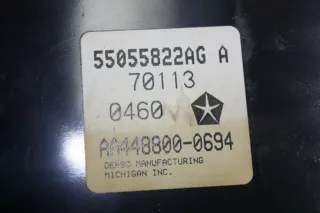 55055822AG A
70113
0460
AA448800-0694
DENSO MANUFACTURING
MICHIGAN INC.